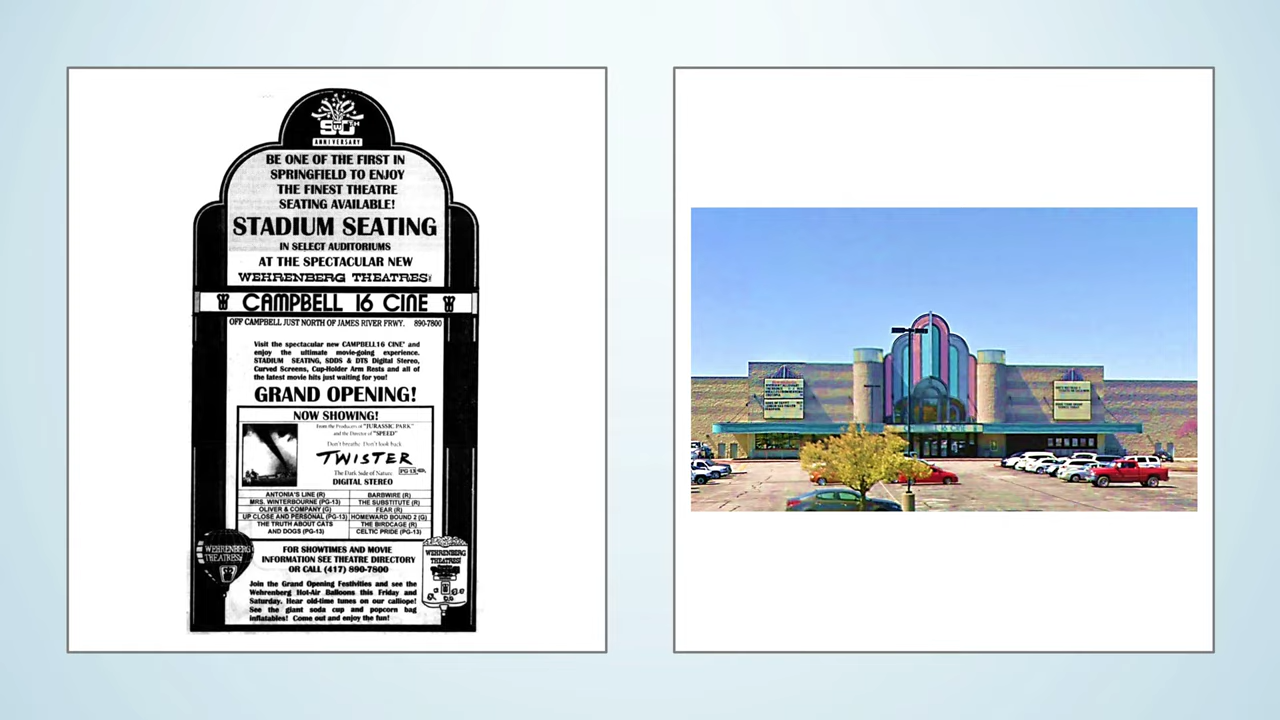 90TH
ANNIVERSARY
BE ONE OF THE FIRST IN
SPRINGFIELD TO ENJOY
THE FINEST THEATRE
SEATING AVAILABLE!
STADIUM SEATING
IN SELECT AUDITORIUMS
AT THE SPECTACULAR NEW
WEHRENBERG THEATRES
CAMPBELL 16 CINE
OFF CAMPBELL JUST NORTH OF JAMES RIVER FRWY. 890-7800
Visit the spectacular new CAMPBELL 16 CINE' and
enjoy the ultimate movie-going experience.
STADIUM SEATING, SDDS & DTS Digital Stereo,
Curved Screens, Cup-Holder Arm Rests and all of
the latest movie hits just waiting for you!
GRAND OPENING!
NOW SHOWING!
From the Producers of "JURASSIC PARK"
and the Director of "SPEED"
Don't breathe Don't look back
TWISTER
The Dark Side of Nature PG 13
DIGITAL STEREO
ANTONIA'S LINE (R) BARBWIRE (R)
MRS. WINTERBOURNE (PG-13) THE SUBSTITUTE (R)
OLIVER & COMPANY (G) FEAR (R)
UP CLOSE AND PERSONAL (PG-13) HOMEWARD BOUND 2 (G)
THE TRUTH ABOUT CATS THE BIRDCAGE (R)
AND DOGS (PG-13) CELTIC PRIDE (PG-13)
WEHRENBERG
THEATRES
FOR SHOWTIMES AND MOVIE
INFORMATION SEE THEATRE DIRECTORY
OR CALL (417) 890-7800
WEHRENBERG
THEATRES
Join the Grand Opening Festivities and see the
Wehrenberg Hot-Air Balloons this Friday and
Saturday. Hear old-time tunes on our calliope!
See the giant soda cup and popcorn bag
inflatables! Come out and enjoy the fun!
16 CINE